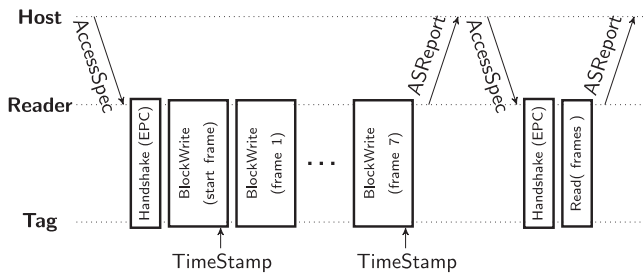 Host
AccessSpec
ASReport
AccessSpec
ASReport
Reader
Handshake (EPC)
BlockWrite
(start frame)
BlockWrite
(frame 1)
...
BlockWrite
(frame 7)
Handshake (EPC)
Read( frames )
Tag
TimeStamp
TimeStamp